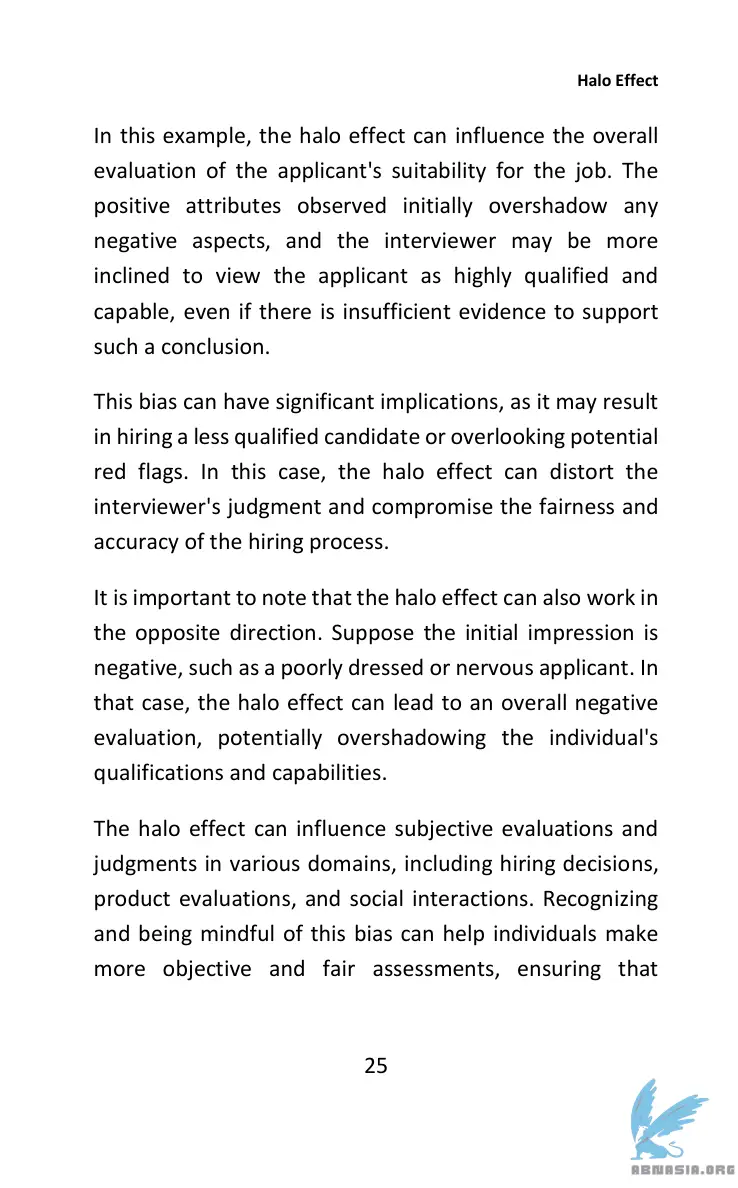 Halo Effect
In this example, the halo effect can influence the overall
evaluation of the applicant's suitability for the job. The
positive attributes observed initially overshadow any
negative aspects, and the interviewer may be more
inclined to view the applicant as highly qualified and
capable, even if there is insufficient evidence to support
such a conclusion.
This bias can have significant implications, as it may result
in hiring a less qualified candidate or overlooking potential
red flags. In this case, the halo effect can distort the
interviewer's judgment and compromise the fairness and
accuracy of the hiring process.
It is important to note that the halo effect can also work in
the opposite direction. Suppose the initial impression is
negative, such as a poorly dressed or nervous applicant. In
that case, the halo effect can lead to an overall negative
evaluation, potentially overshadowing the individual's
qualifications and capabilities.
The halo effect can influence subjective evaluations and
judgments in various domains, including hiring decisions,
product evaluations, and social interactions. Recognizing
and being mindful of this bias can help individuals make
more objective and fair assessments, ensuring that
25
ABNASIA.ORG